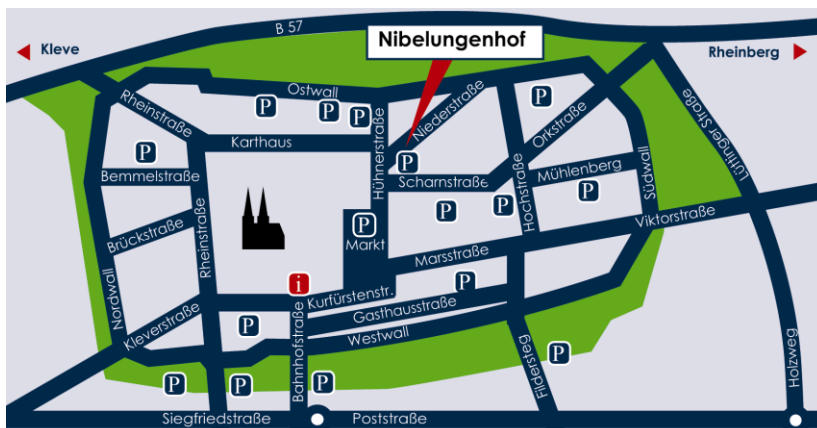 B 57
Kleve
Nibelungenhof
Rheinberg
Ostwall
Rheinstraße
P
P
P
P
Niederstraße
Orkstraße
Lüttinger Straße
Karthaus
Hühnerstraße
P
P
Bemmelstraße
Scharnstraße
Mühlenberg
Südwall
P
P
P
Hochstraße
P
Markt
Viktorstraße
Brückstraße
Rheinstraße
Marsstraße
Nordwall
i
P
Kurfürstenstr.
Gasthausstraße
Kleverstraße
P
Westwall
Bahnhofstraße
P
P
P
P
Fildersteg
Holzweg
Siegfriedstraße
Poststraße